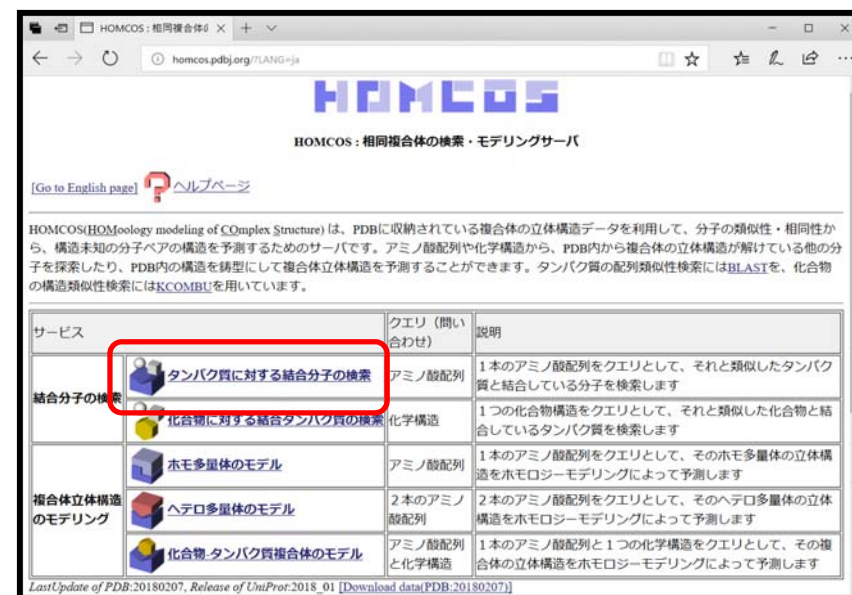 HOMCOS : 相同複合体の
homcos.pdbj.org/?LANG=ja
HOMCOS
HOMCOS : 相同複合体の検索・モデリングサーバ
[Go to English page] ヘルプページ
HOMCOS(HOMoology modeling of COmplex Structure) は、PDBに収納されている複合体の立体構造データを利用して、分子の類似性・相同性か
ら、構造未知の分子ペアの構造を予測するためのサーバです。アミノ酸配列や化学構造から、PDB内から複合体の立体構造が解けている他の分
子を探索したり、PDB内の構造を鋳型にして複合体立体構造を予測することができます。タンパク質の配列類似性検索にはBLASTを、化合物
の構造類似性検索にはKCOMBUを用いています。
サービス
クエリ（問い
合わせ）
説明
結合分子の検索
タンパク質に対する結合分子の検索
アミノ酸配列
1本のアミノ酸配列をクエリとして、それと類似したタンパク
質と結合している分子を検索します
化合物に対する結合タンパク質の検索
化学構造
1つの化合物構造をクエリとして、それと類似した化合物と結
合しているタンパク質を検索します
複合体立体構造
のモデリング
ホモ多量体のモデル
アミノ酸配列
1本のアミノ酸配列をクエリとして、そのホモ多量体の立体構
造をホモロジーモデリングによって予測します
ヘテロ多量体のモデル
2本のアミノ
酸配列
2本のアミノ酸配列をクエリとして、そのヘテロ多量体の立体
構造をホモロジーモデリングによって予測します
化合物-タンパク質複合体のモデル
アミノ酸配列
と化学構造
1本のアミノ酸配列と1つの化学構造をクエリとして、その複
合体の立体構造をホモロジーモデリングによって予測します
LastUpdate of PDB:20180207, Release of UniProt:2018_01 [Download data(PDB:20180207)]